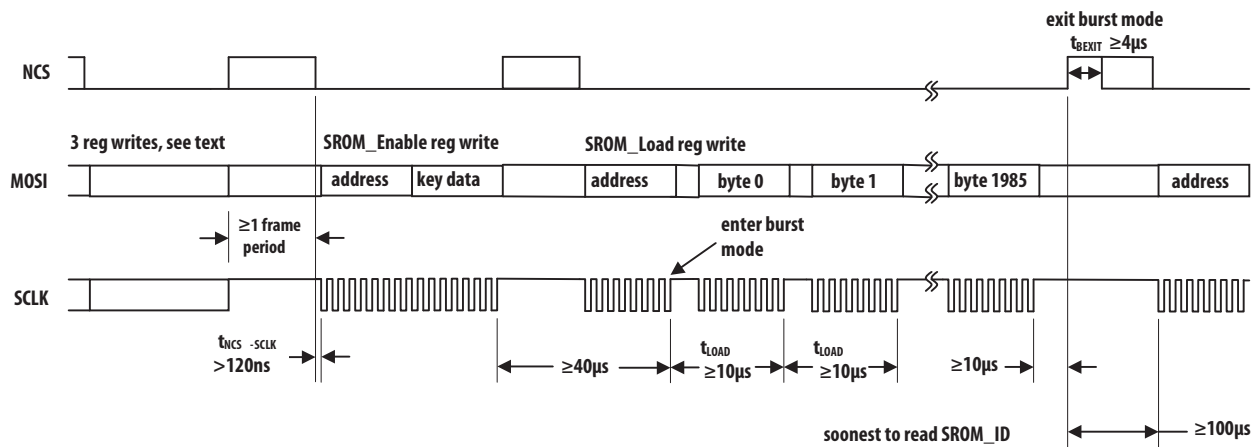 exit burst mode
tBEXIT ≥4µs
NCS
3 reg writes, see text
SROM_Enable reg write
SROM_Load reg write
MOSI
address
key data
address
byte 0
byte 1
byte 1985
address
≥1 frame
period
enter burst
mode
SCLK
tNCS -SCLK
>120ns
≥40µs
tLOAD
≥10µs
tLOAD
≥10µs
≥10µs
soonest to read SROM_ID
≥100µs